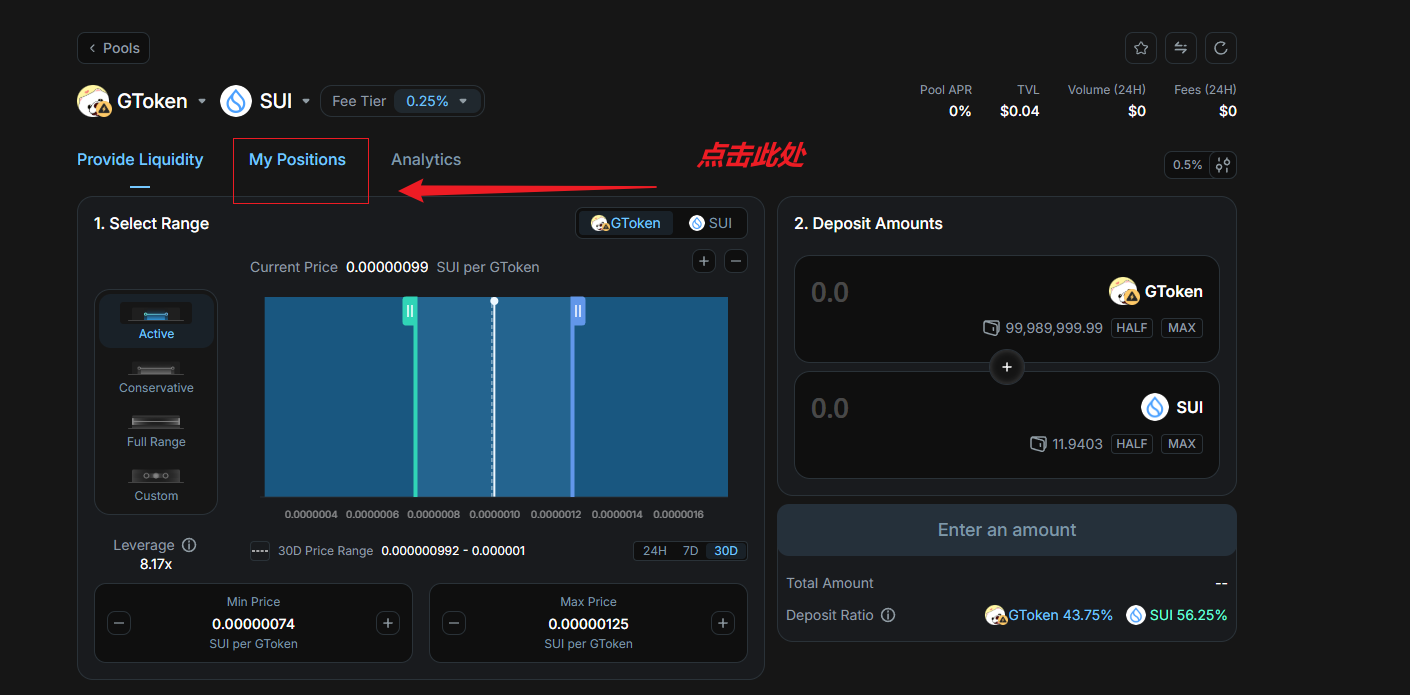 Pools
GToken
SUI
Fee Tier 0.25%
Pool APR
0%
TVL
$0.04
Volume (24H)
$0
Fees (24H)
$0
Provide Liquidity
My Positions
Analytics
点击此处
0.5%
1. Select Range
GToken
SUI
Current Price 0.00000099 SUI per GToken
Active
Conservative
Full Range
Custom
Leverage
8.17x
0.0000004 0.0000006 0.0000008 0.0000010 0.0000012 0.0000014 0.0000016
30D Price Range 0.000000992 - 0.000001
24H 7D 30D
Min Price
0.00000074
SUI per GToken
Max Price
0.00000125
SUI per GToken
2. Deposit Amounts
0.0
GToken
99,989,999.99 HALF MAX
0.0
SUI
11.9403 HALF MAX
Enter an amount
Total Amount --
Deposit Ratio GToken 43.75% SUI 56.25%